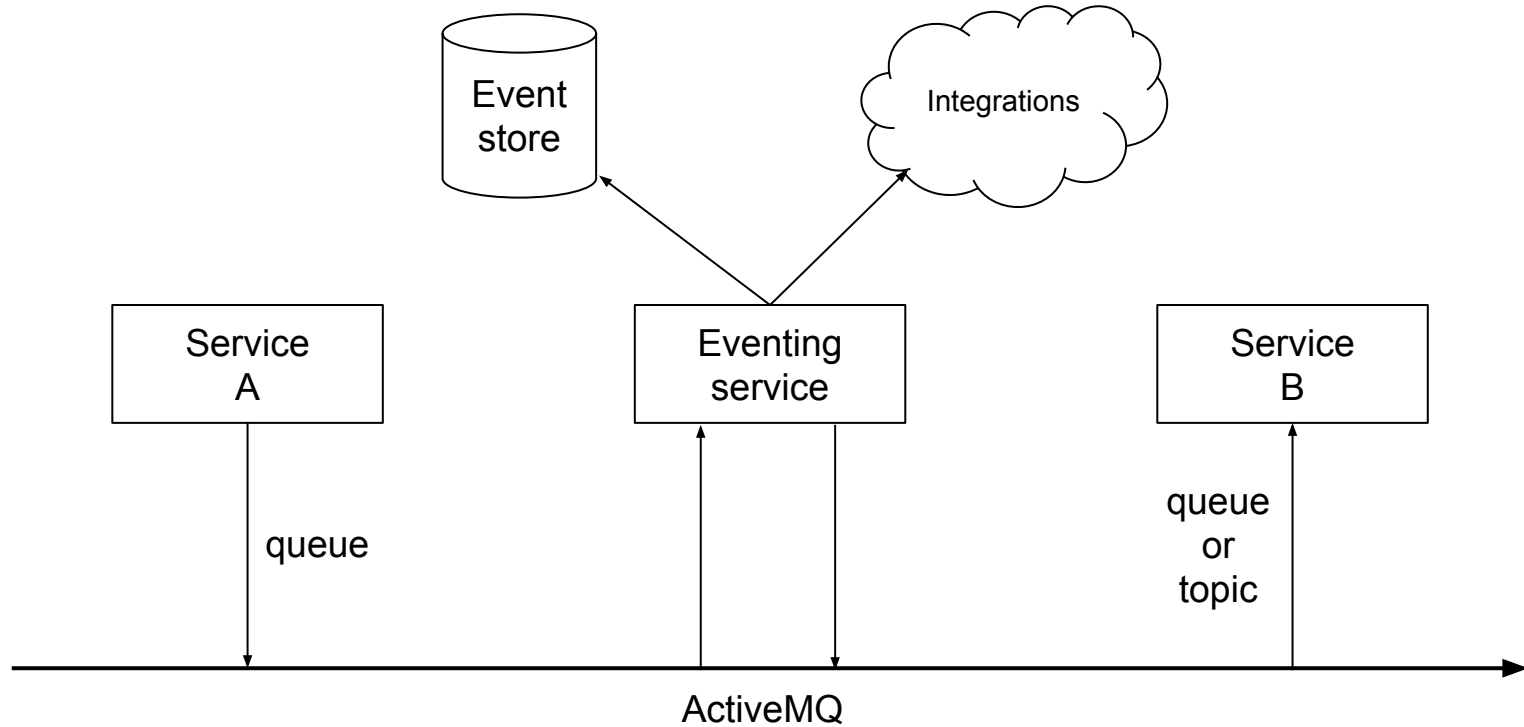 Event
store
Integrations
Service
A
Eventing
service
Service
B
queue
queue
or
topic
ActiveMQ